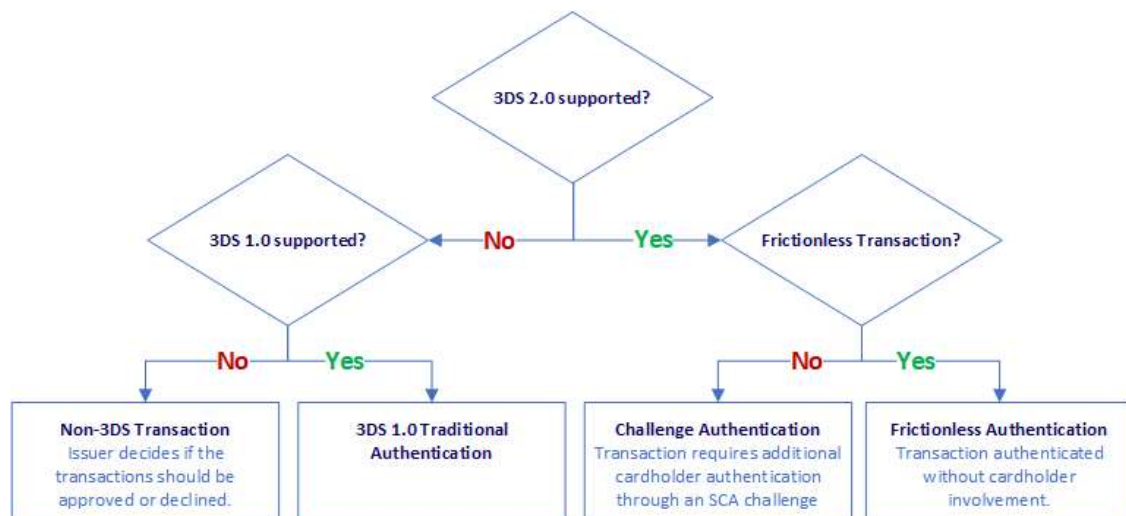 3DS 2.0 supported?
3DS 1.0 supported?
No
Yes
Frictionless Transaction?
No
Yes
No
Yes
Non-3DS Transaction
Issuer decides if the
transactions should be
approved or declined.
3DS 1.0 Traditional
Authentication
Challenge Authentication
Transaction requires additional
cardholder authentication
through an SCA challenge
Frictionless Authentication
Transaction authenticated
without cardholder
involvement.